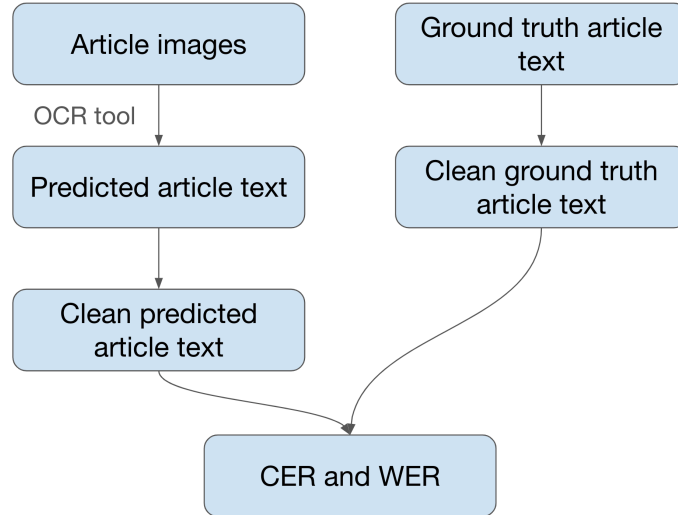 Article images
Ground truth article
text
OCR tool
Predicted article text
Clean ground truth
article text
Clean predicted
article text
CER and WER